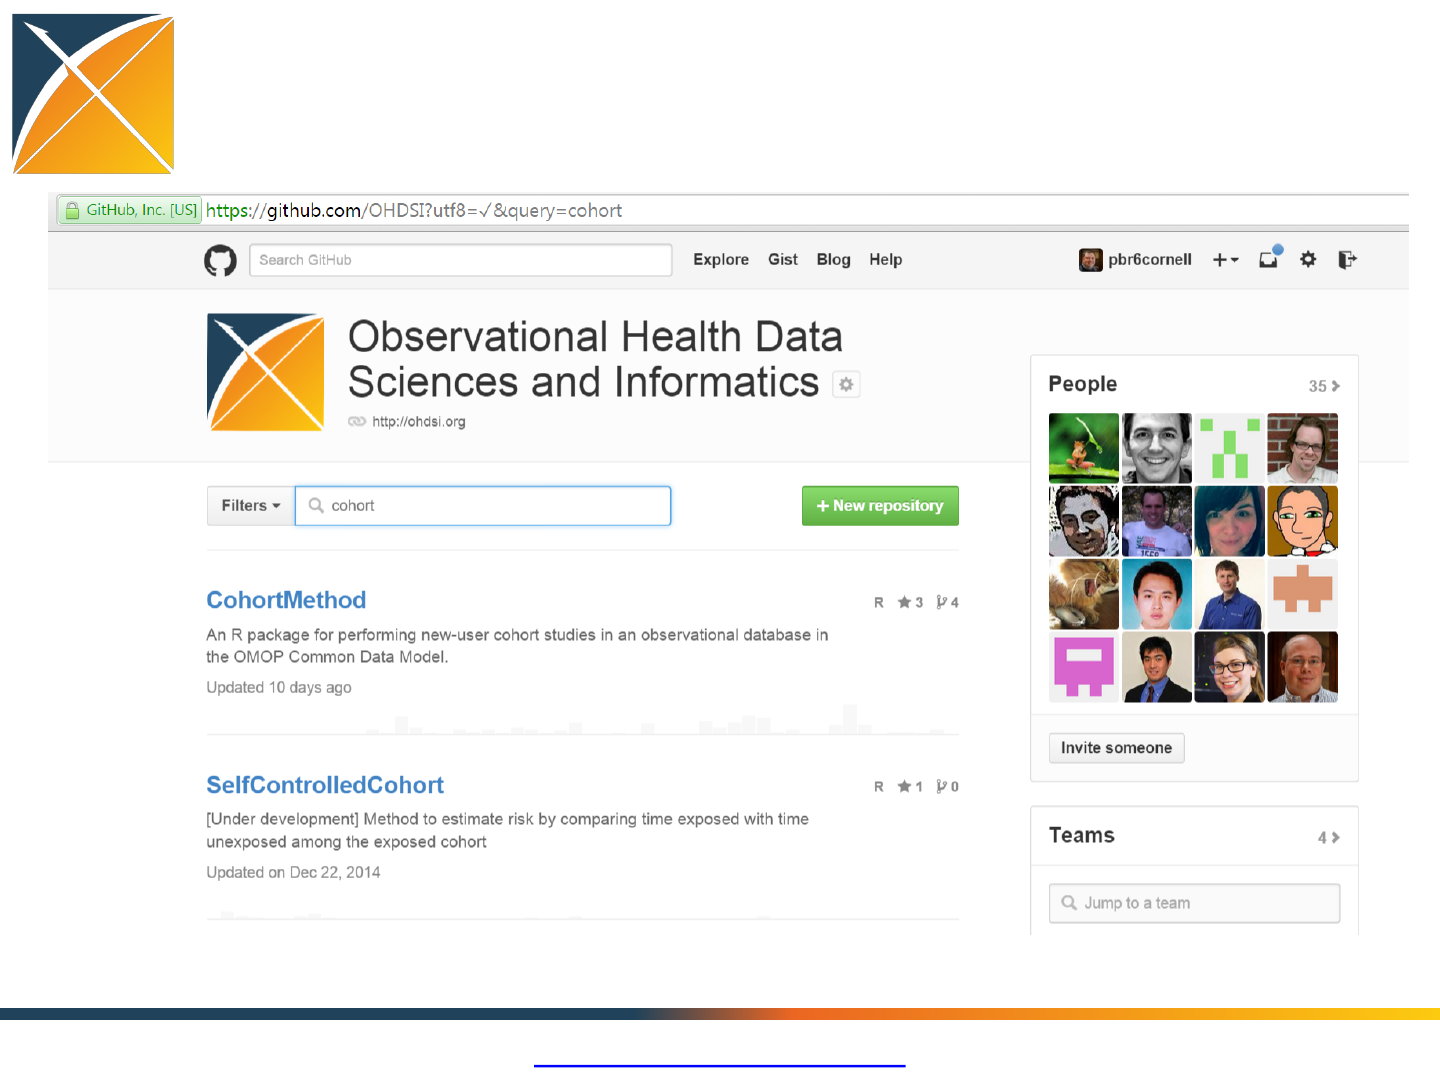 GitHub, Inc. [US] https://github.com/OHDSI?utf8=✓&query=cohort
Search GitHub
Explore Gist Blog Help
pbr6cornell
Observational Health Data
Sciences and Informatics
http://ohdsi.org
People 35
Filters
cohort
+ New repository
CohortMethod
R 3 4
An R package for performing new-user cohort studies in an observational database in
the OMOP Common Data Model.
Updated 10 days ago
Invite someone
SelfControlledCohort
R 1 0
[Under development] Method to estimate risk by comparing time exposed with time
unexposed among the exposed cohort
Updated on Dec 22, 2014
Teams 4
Jump to a team